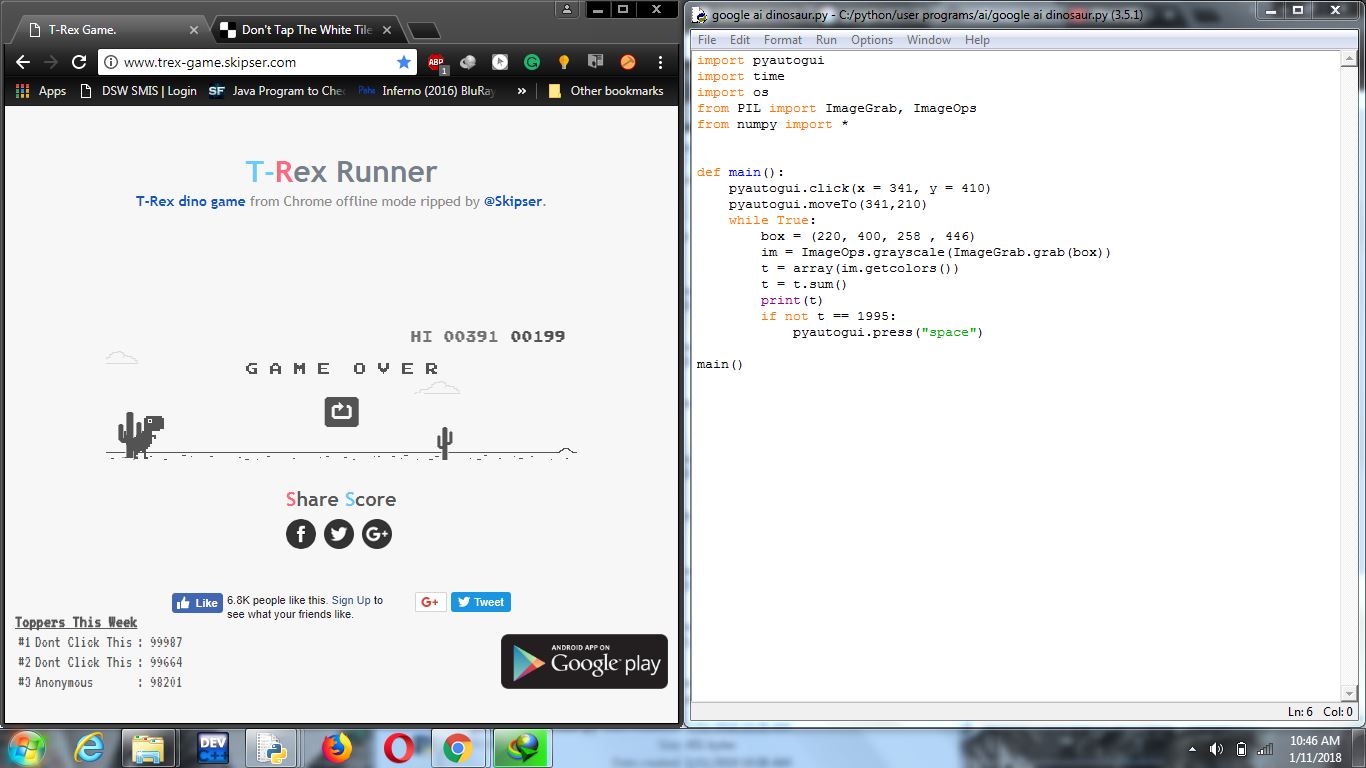 T-Rex Game.
Don't Tap The White Tile
www.trex-game.skipser.com
ABP
1
Apps
DSW SMIS | Login
SF Java Program to Chec
Inferno (2016) BluRay
»
Other bookmarks
T-Rex Runner
T-Rex dino game from Chrome offline mode ripped by @Skipser.
HI 00391 00199
GAME OVER
Share Score
Like
6.8K people like this. Sign Up to
see what your friends like.
G+
Tweet
Toppers This Week
#1 Dont Click This : 99987
#2 Dont Click This : 99664
#3 Anonymous : 98201
ANDROID APP ON
Google play
google ai dinosaur.py - C:/python/user programs/ai/google ai dinosaur.py (3.5.1)
File Edit Format Run Options Window Help
import pyautogui
import time
import os
from PIL import ImageGrab, ImageOps
from numpy import *
def main():
pyautogui.click(x = 341, y = 410)
pyautogui.moveTo(341,210)
while True:
box = (220, 400, 258 , 446)
im = ImageOps.grayscale(ImageGrab.grab(box))
t = array(im.getcolors())
t = t.sum()
print(t)
if not t == 1995:
pyautogui.press("space")
main()
Ln: 6 Col: 0
DEV
C++
10:46 AM
1/11/2018